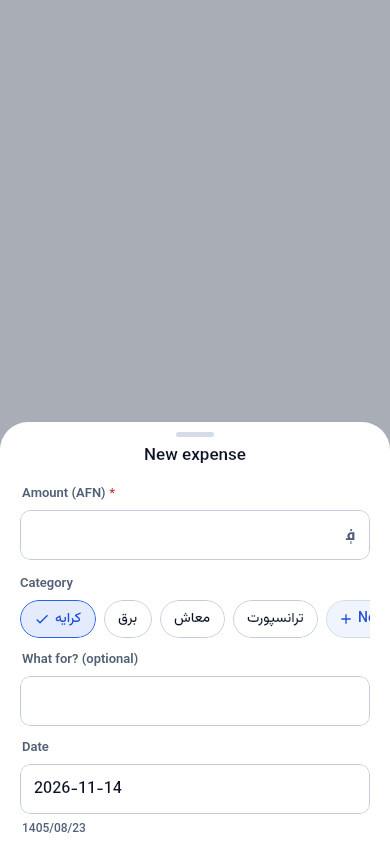 New expense
Amount (AFN) *
؋
Category
کرایه برق معاش ترانسپورت
What for? (optional)
Date
2026-11-14
1405/08/23